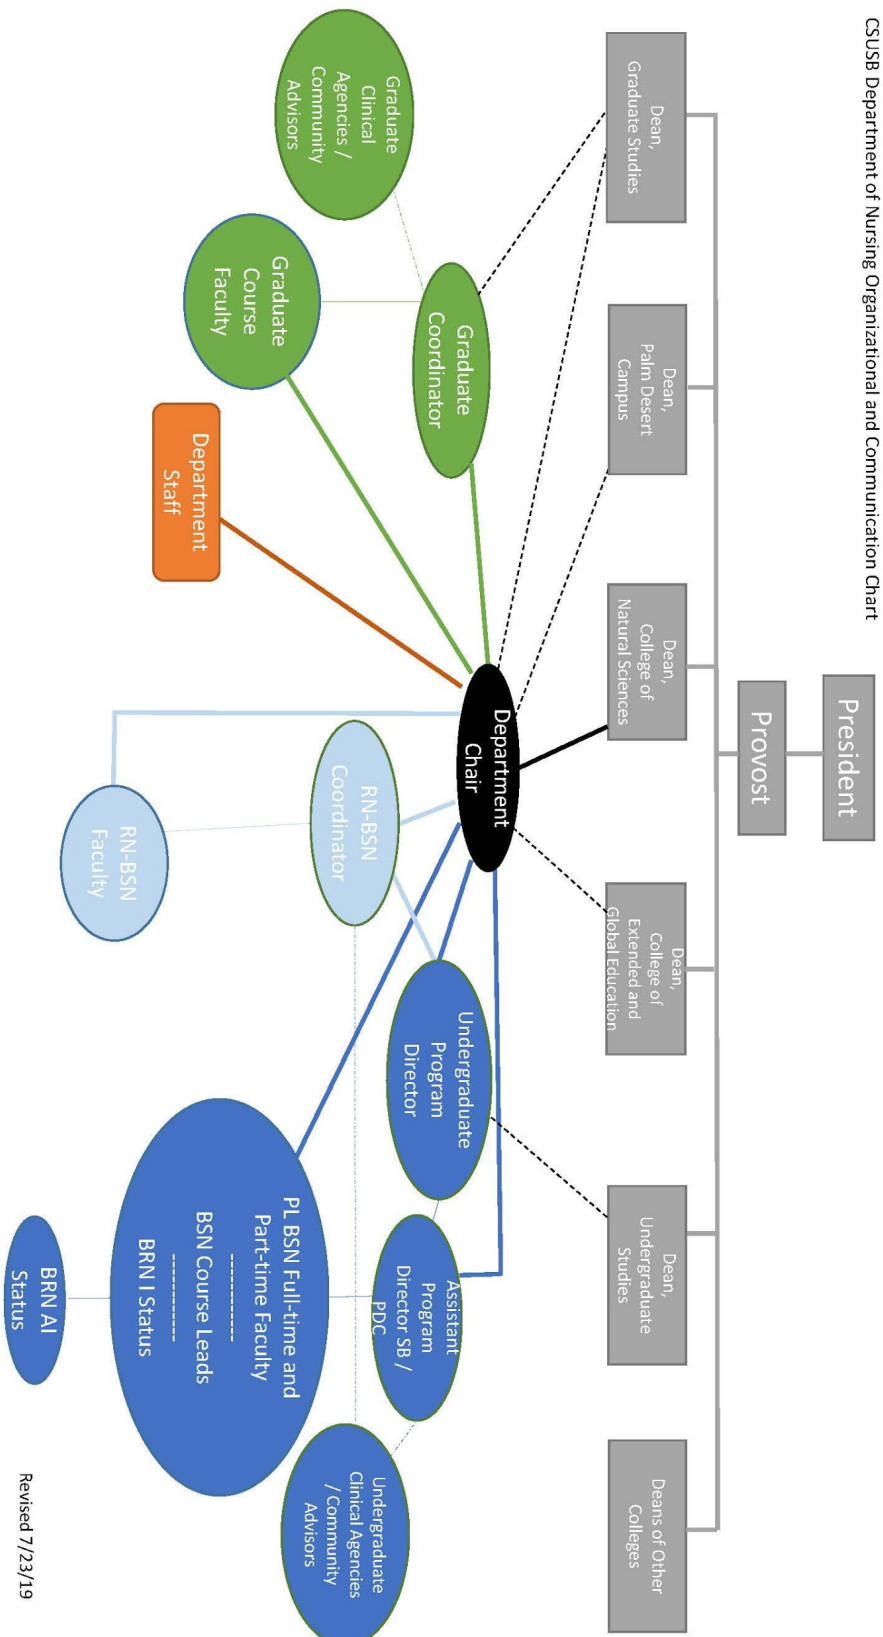 CSUSB Department of Nursing Organizational and Communication Chart
President
Provost
Dean,
Graduate Studies
Dean,
Palm Desert
Campus
Dean,
College of
Natural Sciences
Dean,
College of
Extended and
Global Education
Dean,
Undergraduate
Studies
Deans of Other
Colleges
Department
Chair
Graduate
Coordinator
Graduate
Clinical
Agencies /
Community
Advisors
Graduate
Course
Faculty
Department
Staff
RN-BSN
Coordinator
RN-BSN
Faculty
Undergraduate
Program
Director
Assistant
Program
Director SB /
PDC
PL BSN Full-time and
Part-time Faculty
------------
BSN Course Leads
------------
BRN I Status
BRN AI
Status
Undergraduate
Clinical Agencies
/ Community
Advisors
Revised 7/23/19